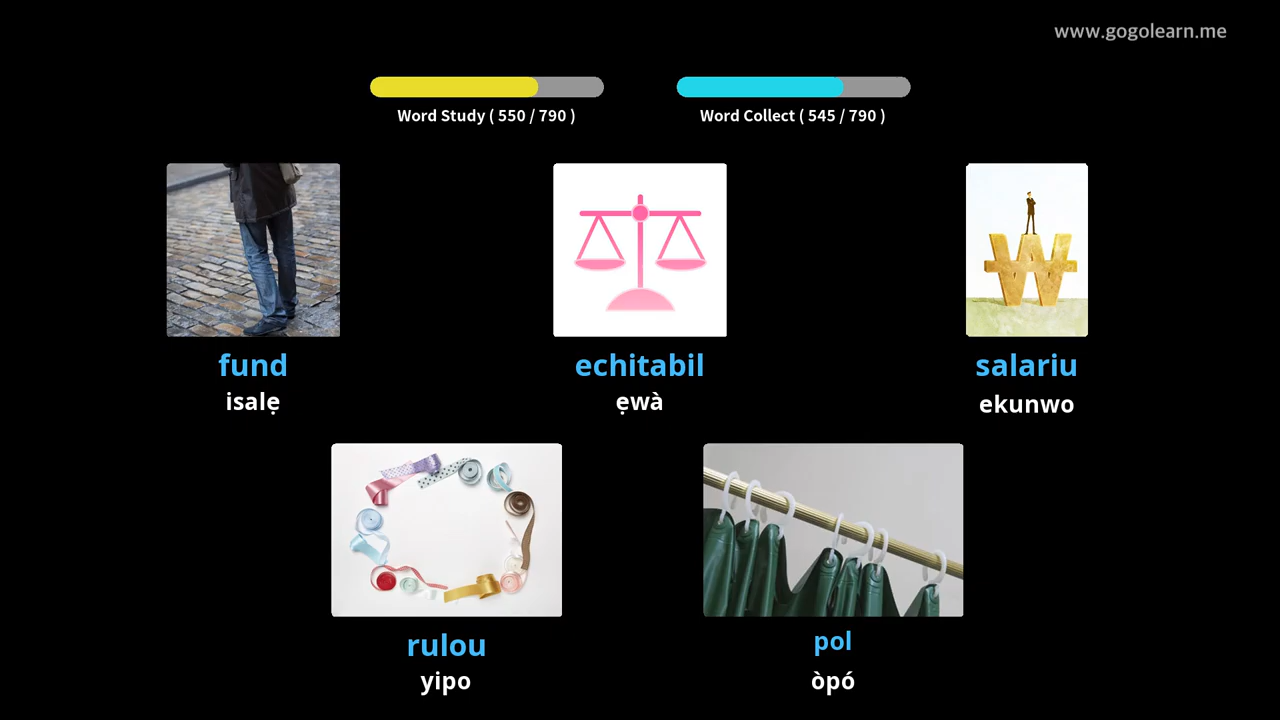 www.gogolearn.me
Word Study ( 550 / 790 )
Word Collect ( 545 / 790 )
fund
isalẹ
echitabil
ẹwà
salariu
ekunwo
rulou
yipo
pol
òpó